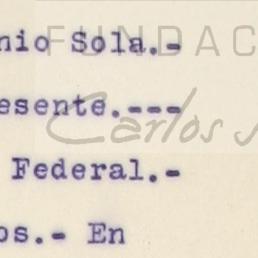 nio Sola.-
FUNDAC
esente.---
Carlos
Federal.-
os.- En